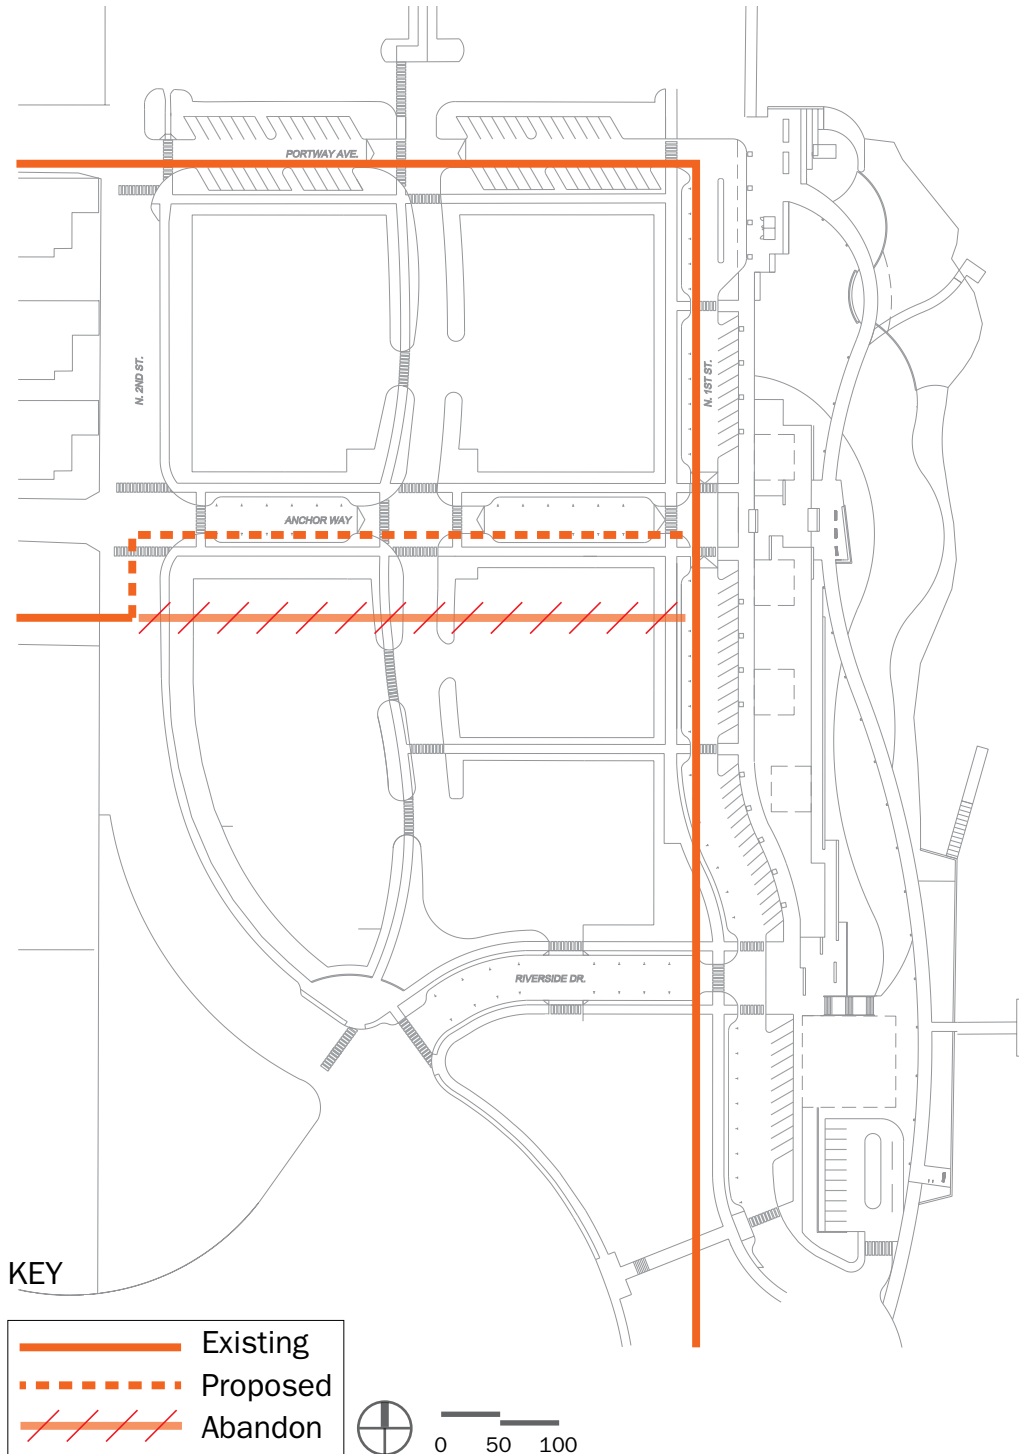 PORTWAY AVE.
N. 2ND ST.
N. 1ST ST.
ANCHOR WAY
RIVERSIDE DR.
KEY
Existing
Proposed
Abandon
0 50 100